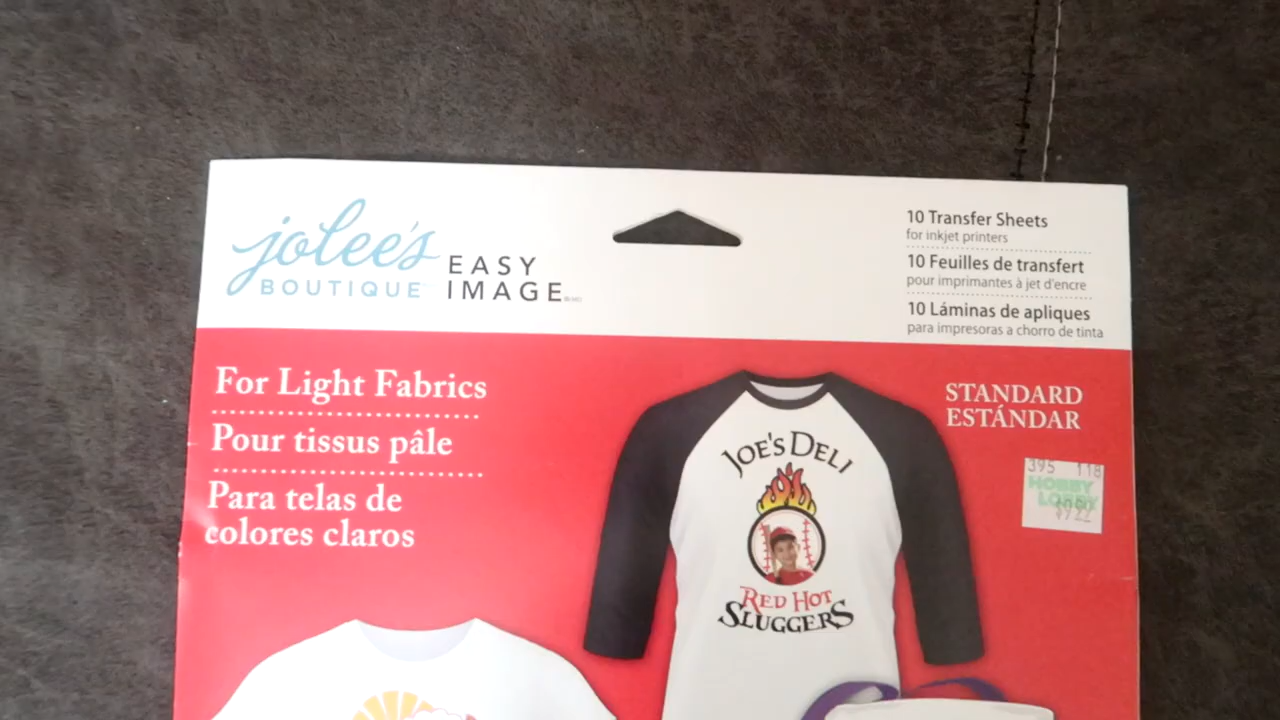 jolee's
BOUTIQUE
EASY
IMAGE
10 Transfer Sheets
for inkjet printers
10 Feuilles de transfert
pour imprimantes à jet d'encre
10 Láminas de apliques
para impresoras a chorro de tinta
For Light Fabrics
Pour tissus pâle
Para telas de
colores claros
STANDARD
ESTÁNDAR
395 118
HOBBY
LOBBY
JOE'S DELI
RED HOT
SLUGGERS